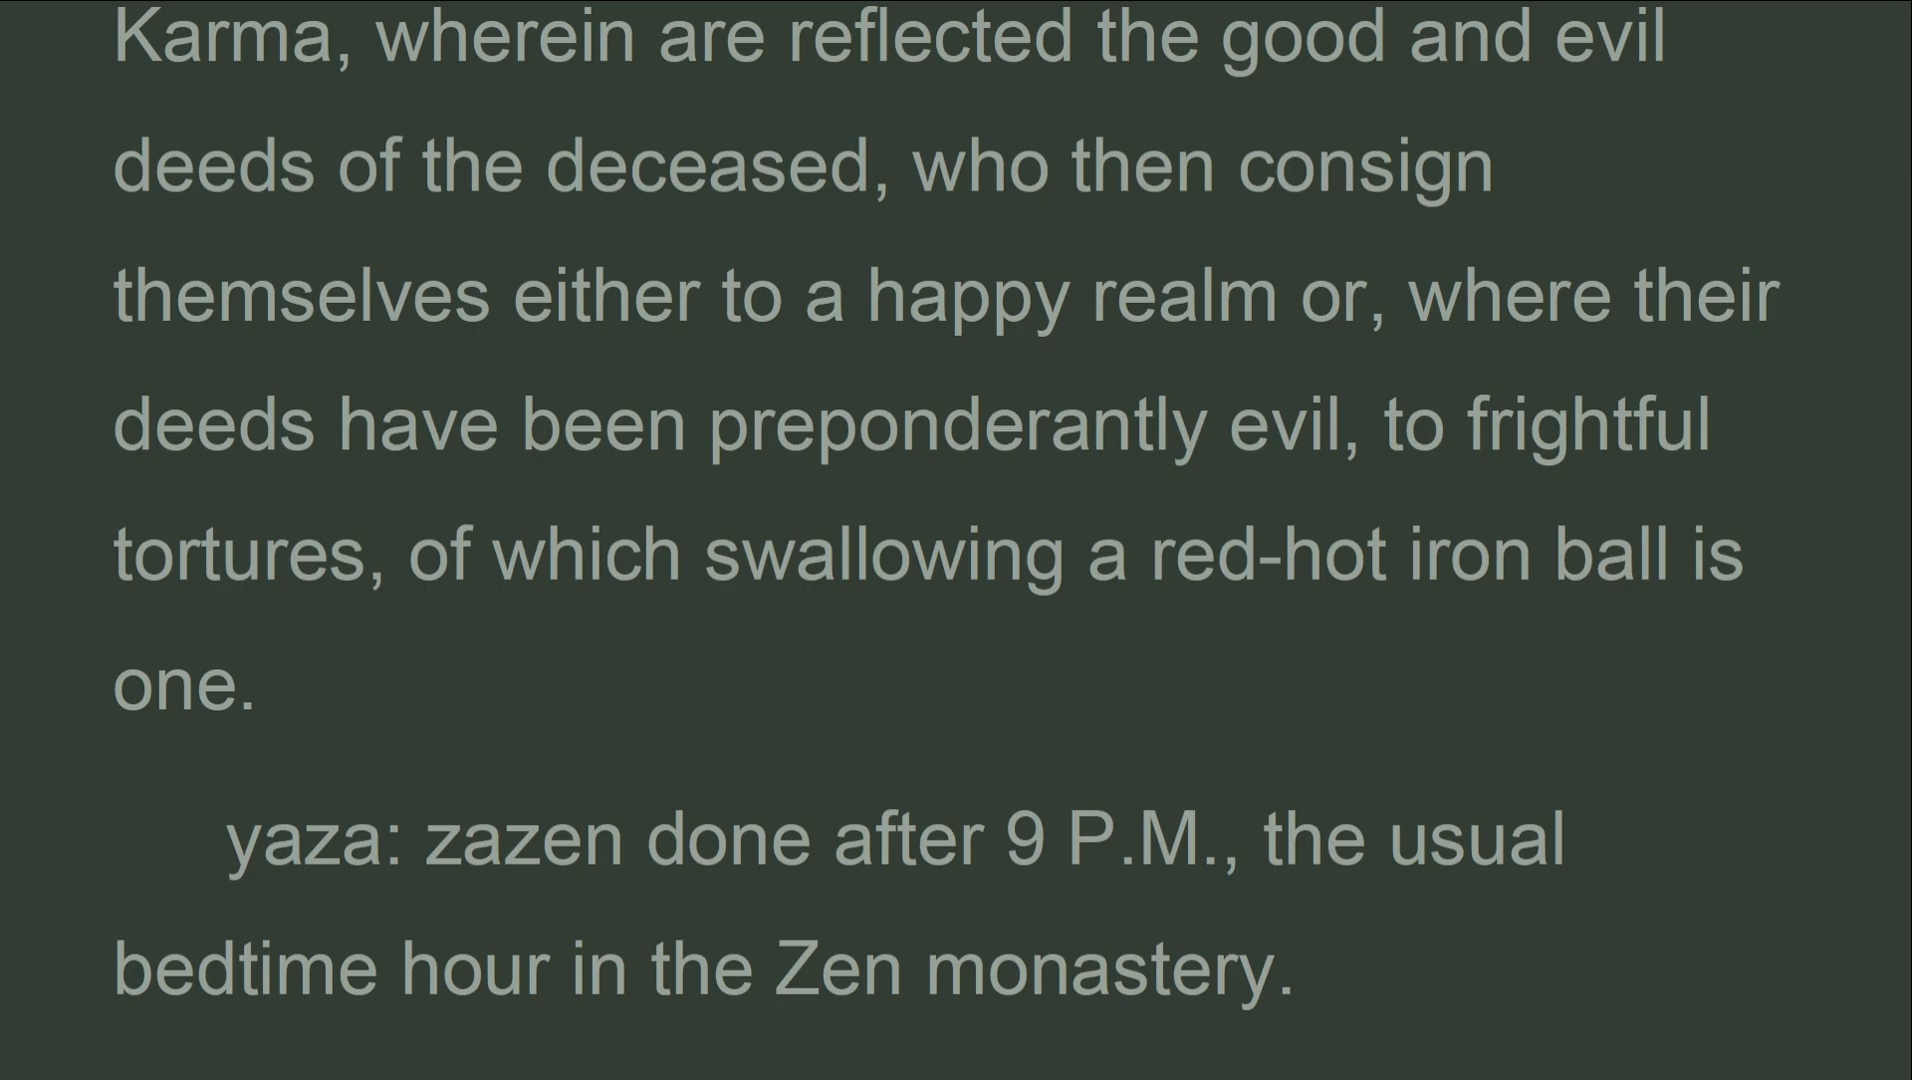 Karma, wherein are reflected the good and evil
deeds of the deceased, who then consign
themselves either to a happy realm or, where their
deeds have been preponderantly evil, to frightful
tortures, of which swallowing a red-hot iron ball is
one.
yaza: zazen done after 9 P.M., the usual
bedtime hour in the Zen monastery.